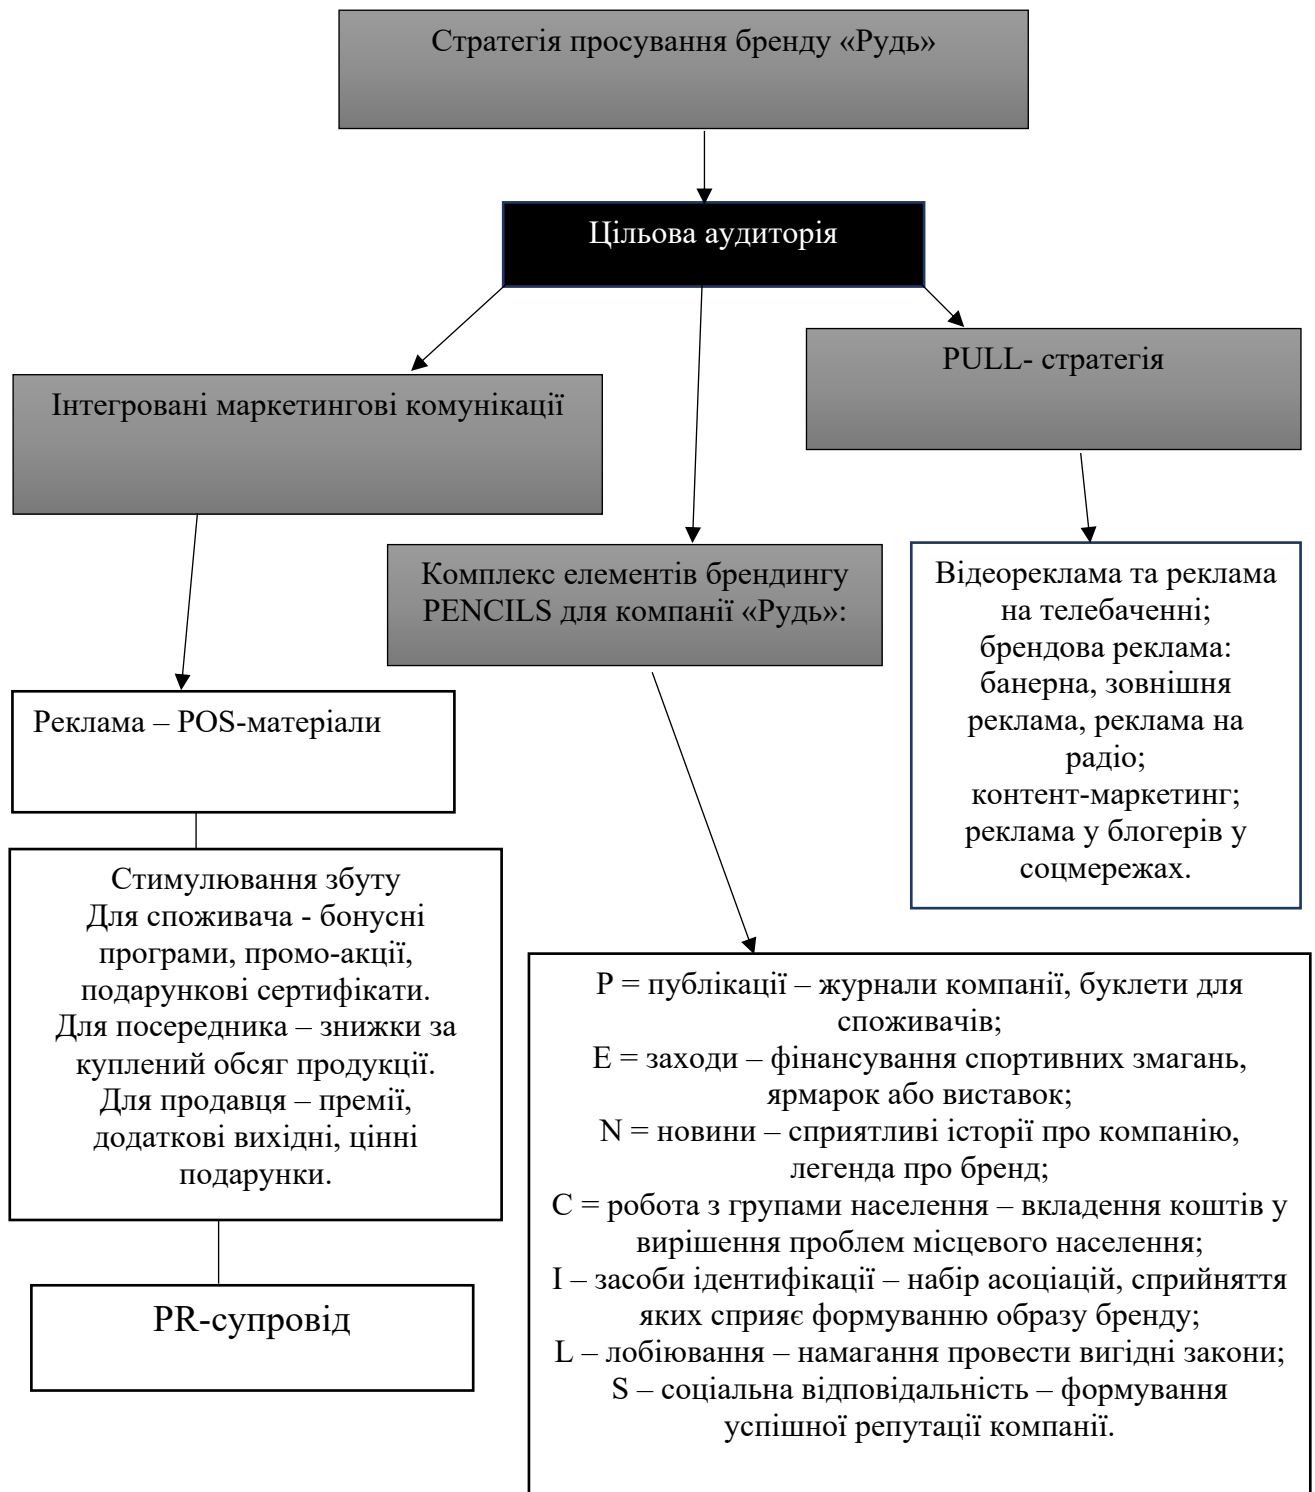 Стратегія просування бренду «Рудь»
Цільова аудиторія
PULL- стратегія
Інтегровані маркетингові комунікації
Комплекс елементів брендингу
PENCILS для компанії «Рудь»:
Відеореклама та реклама
на телебаченні;
брендова реклама:
банерна, зовнішня
реклама, реклама на
радіо;
контент-маркетинг;
реклама у блогерів у
соцмережах.
Реклама – POS-матеріали
Стимулювання збуту
Для споживача - бонусні
програми, промо-акції,
подарункові сертифікати.
Для посередника – знижки за
куплений обсяг продукції.
Для продавця – премії,
додаткові вихідні, цінні
подарунки.
PR-супровід
P = публікації – журнали компанії, буклети для
споживачів;
E = заходи – фінансування спортивних змагань,
ярмарок або виставок;
N = новини – сприятливі історії про компанію,
легенда про бренд;
C = робота з групами населення – вкладення коштів у
вирішення проблем місцевого населення;
I – засоби ідентифікації – набір асоціацій, сприйняття
яких сприяє формуванню образу бренду;
L – лобіювання – намагання провести вигідні закони;
S – соціальна відповідальність – формування
успішної репутації компанії.